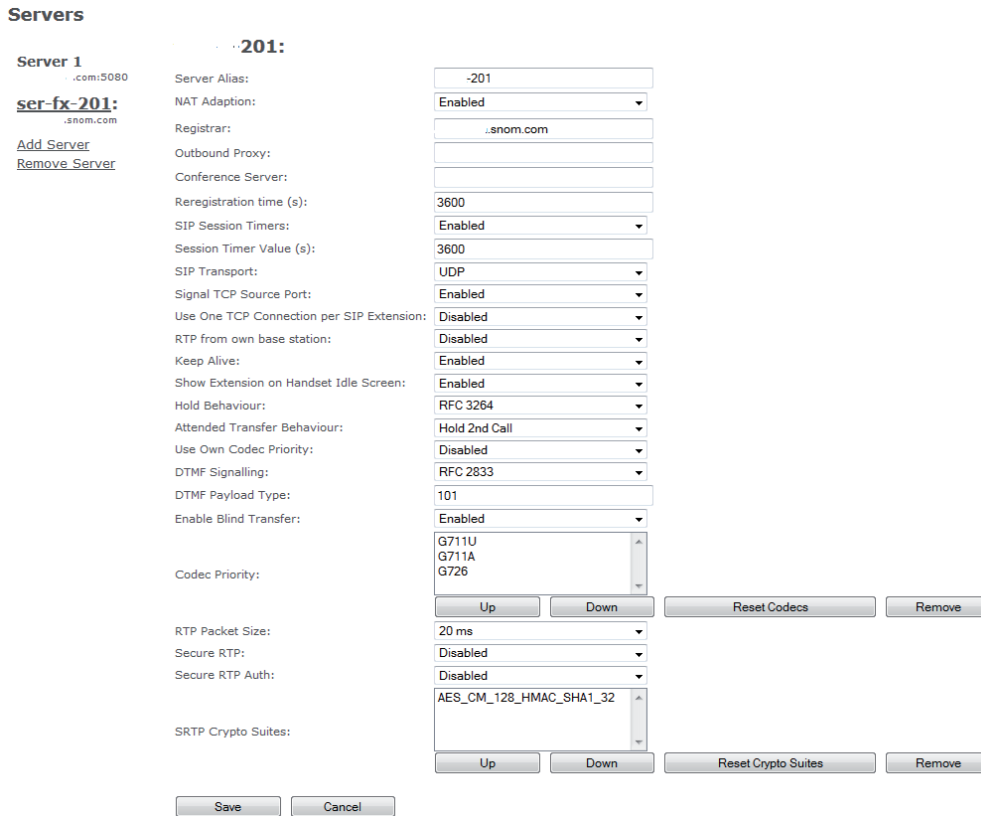 Servers
Server 1
.com:5080
ser-fx-201:
.snom.com
Add Server
Remove Server
201:
Server Alias: -201
NAT Adaption: Enabled
Registrar: .snom.com
Outbound Proxy:
Conference Server:
Reregistration time (s): 3600
SIP Session Timers: Enabled
Session Timer Value (s): 3600
SIP Transport: UDP
Signal TCP Source Port: Enabled
Use One TCP Connection per SIP Extension: Disabled
RTP from own base station: Disabled
Keep Alive: Enabled
Show Extension on Handset Idle Screen: Enabled
Hold Behaviour: RFC 3264
Attended Transfer Behaviour: Hold 2nd Call
Use Own Codec Priority: Disabled
DTMF Signalling: RFC 2833
DTMF Payload Type: 101
Enable Blind Transfer: Enabled
Codec Priority:
G711U
G711A
G726
Up Down Reset Codecs Remove
RTP Packet Size: 20 ms
Secure RTP: Disabled
Secure RTP Auth: Disabled
SRTP Crypto Suites:
AES_CM_128_HMAC_SHA1_32
Up Down Reset Crypto Suites Remove
Save Cancel